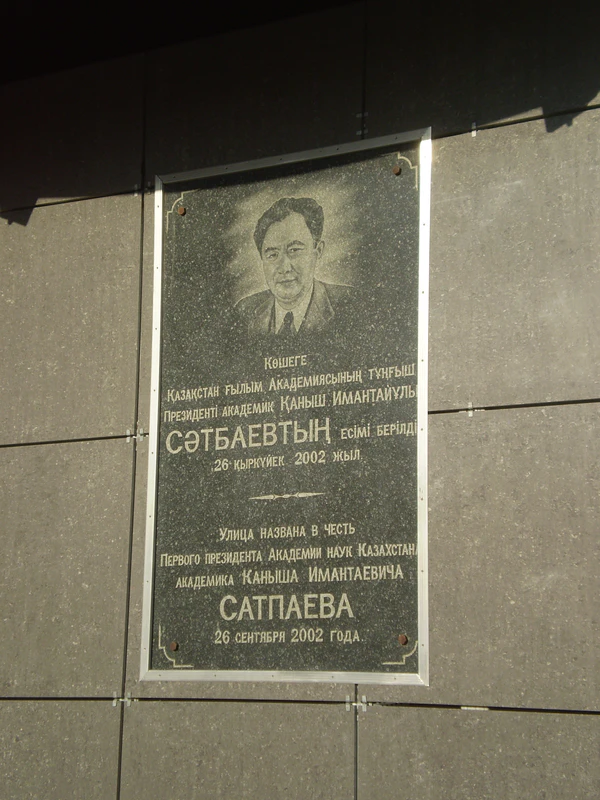 Көшеге
Қазақстан ғылым Академиясының тұңғыш
Президенті академик Қаныш Имантайұлы
СӘТБАЕВТЫҢ есімі берілді
26 қыркүйек 2002 жыл.
Улица названа в честь
Первого президента Академии наук Казахстана
академика Каныша Имантаевича
САТПАЕВА
26 сентября 2002 года.